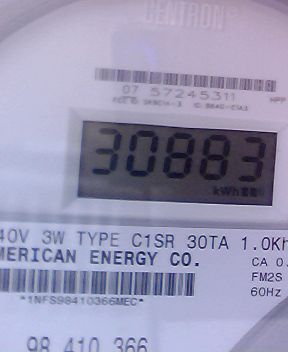 CENTRON
07 57245311
30883
kWh
40V 3W TYPE C1SR 30TA 1.0Kh
MERICAN ENERGY CO.
CA 0.
FM2S
60Hz
*1NFS98410366MEC*
98 410 366